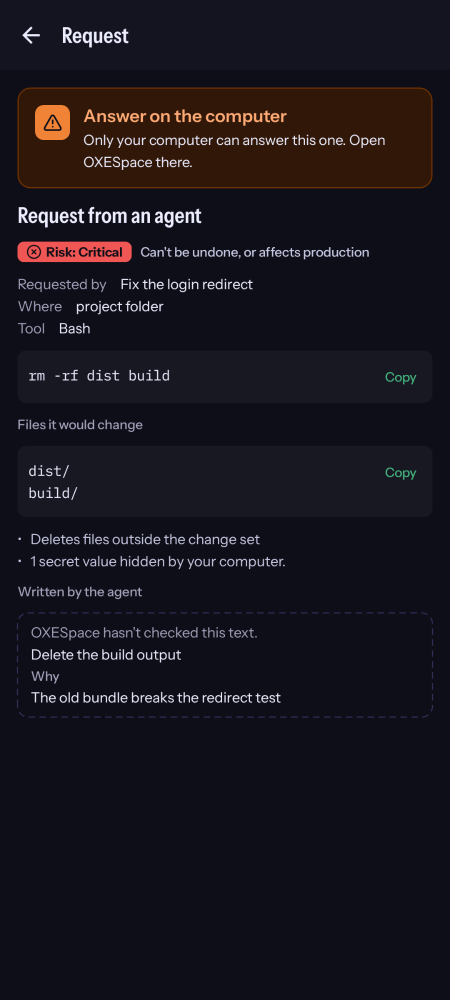 Request
Answer on the computer
Only your computer can answer this one. Open
OXESpace there.
Request from an agent
Risk: Critical Can't be undone, or affects production
Requested by Fix the login redirect
Where project folder
Tool Bash
rm -rf dist build Copy
Files it would change
dist/ Copy
build/
• Deletes files outside the change set
• 1 secret value hidden by your computer.
Written by the agent
OXESpace hasn't checked this text.
Delete the build output
Why
The old bundle breaks the redirect test